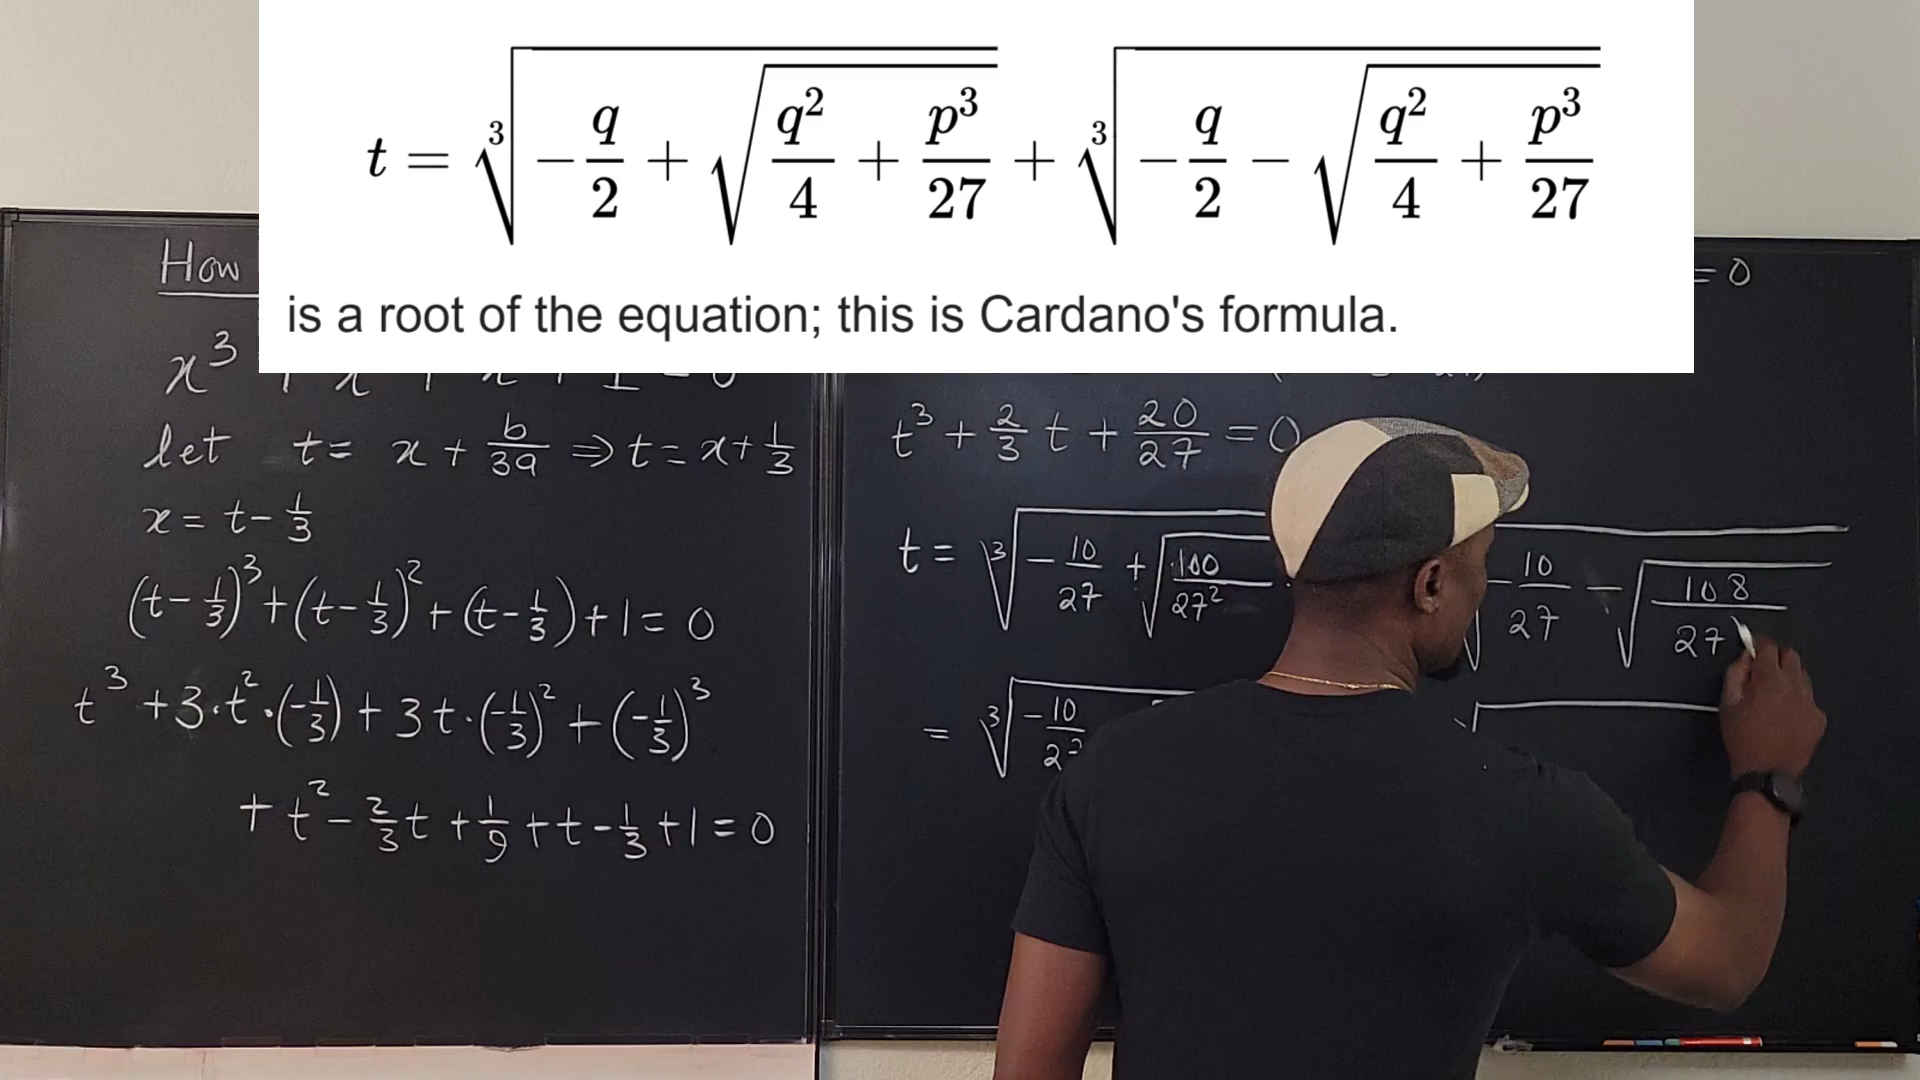 t = ∛(-q/2 + √(q²/4 + p³/27)) + ∛(-q/2 - √(q²/4 + p³/27))
is a root of the equation; this is Cardano's formula.
How
= 0
x³
let t = x + b/3a ⇒ t = x + 1/3
x = t - 1/3
(t - 1/3)³ + (t - 1/3)² + (t - 1/3) + 1 = 0
t³ + 3·t²·(-1/3) + 3t·(-1/3)² + (-1/3)³
+ t² - 2/3 t + 1/9 + t - 1/3 + 1 = 0
t³ + 2/3 t + 20/27 = 0
t = ∛(-10/27 + √(100/27²
-10/27 - √(108/27
= ∛(-10/